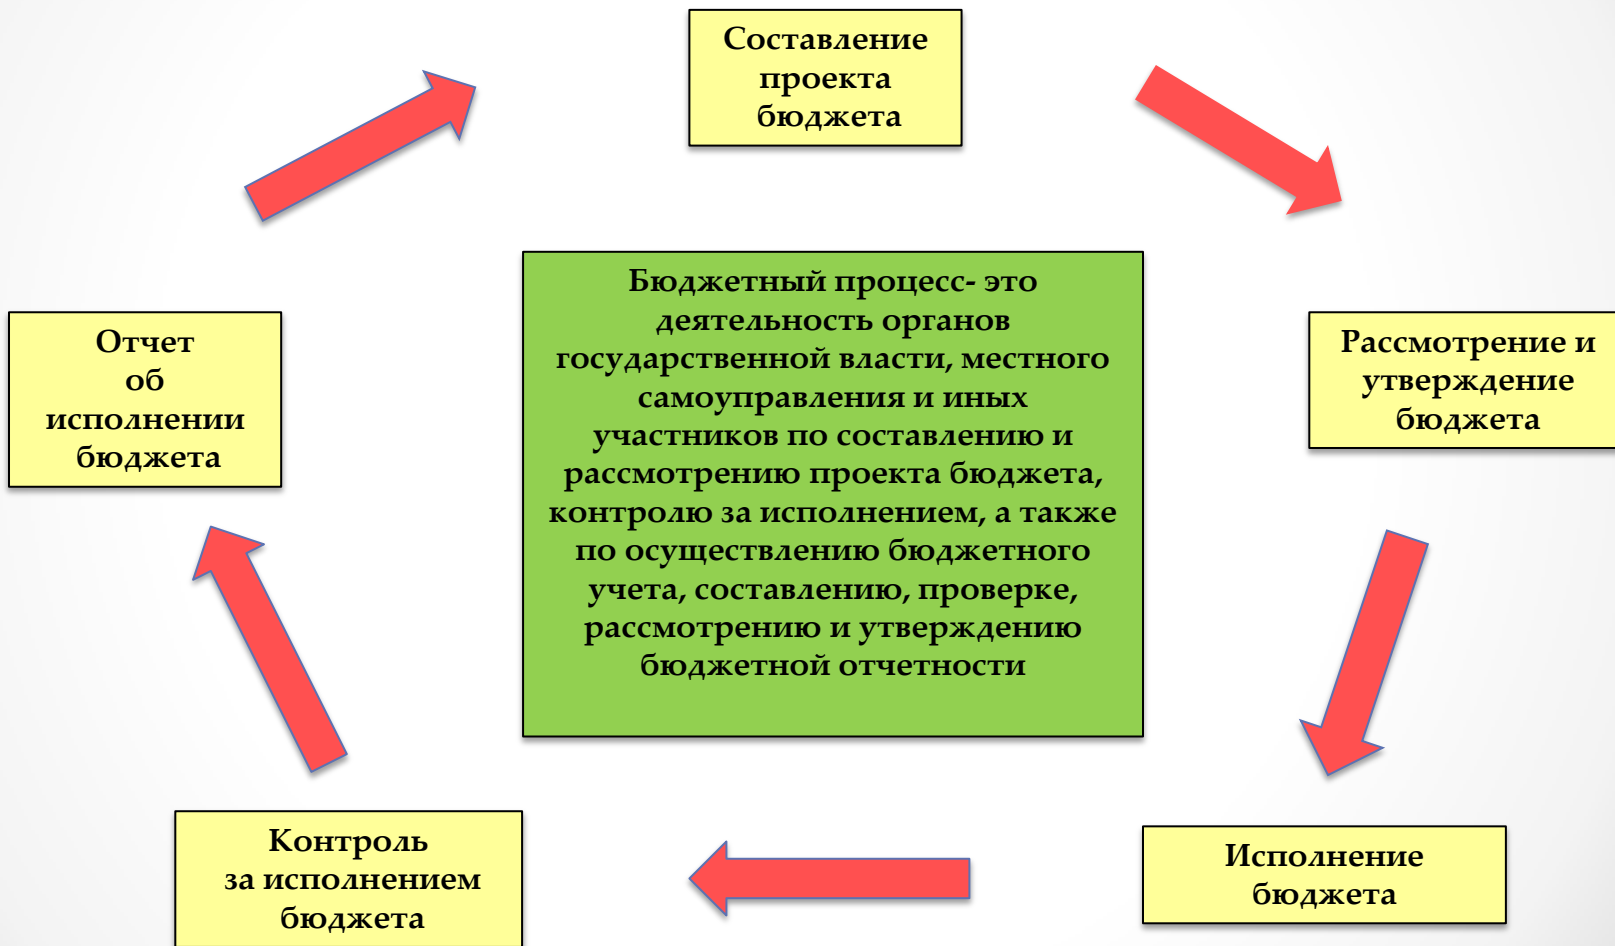 Составление
проекта
бюджета
Рассмотрение и
утверждение
бюджета
Исполнение
бюджета
Контроль
за исполнением
бюджета
Отчет
об
исполнении
бюджета
Бюджетный процесс- это
деятельность органов
государственной власти, местного
самоуправления и иных
участников по составлению и
рассмотрению проекта бюджета,
контролю за исполнением, а также
по осуществлению бюджетного
учета, составлению, проверке,
рассмотрению и утверждению
бюджетной отчетности